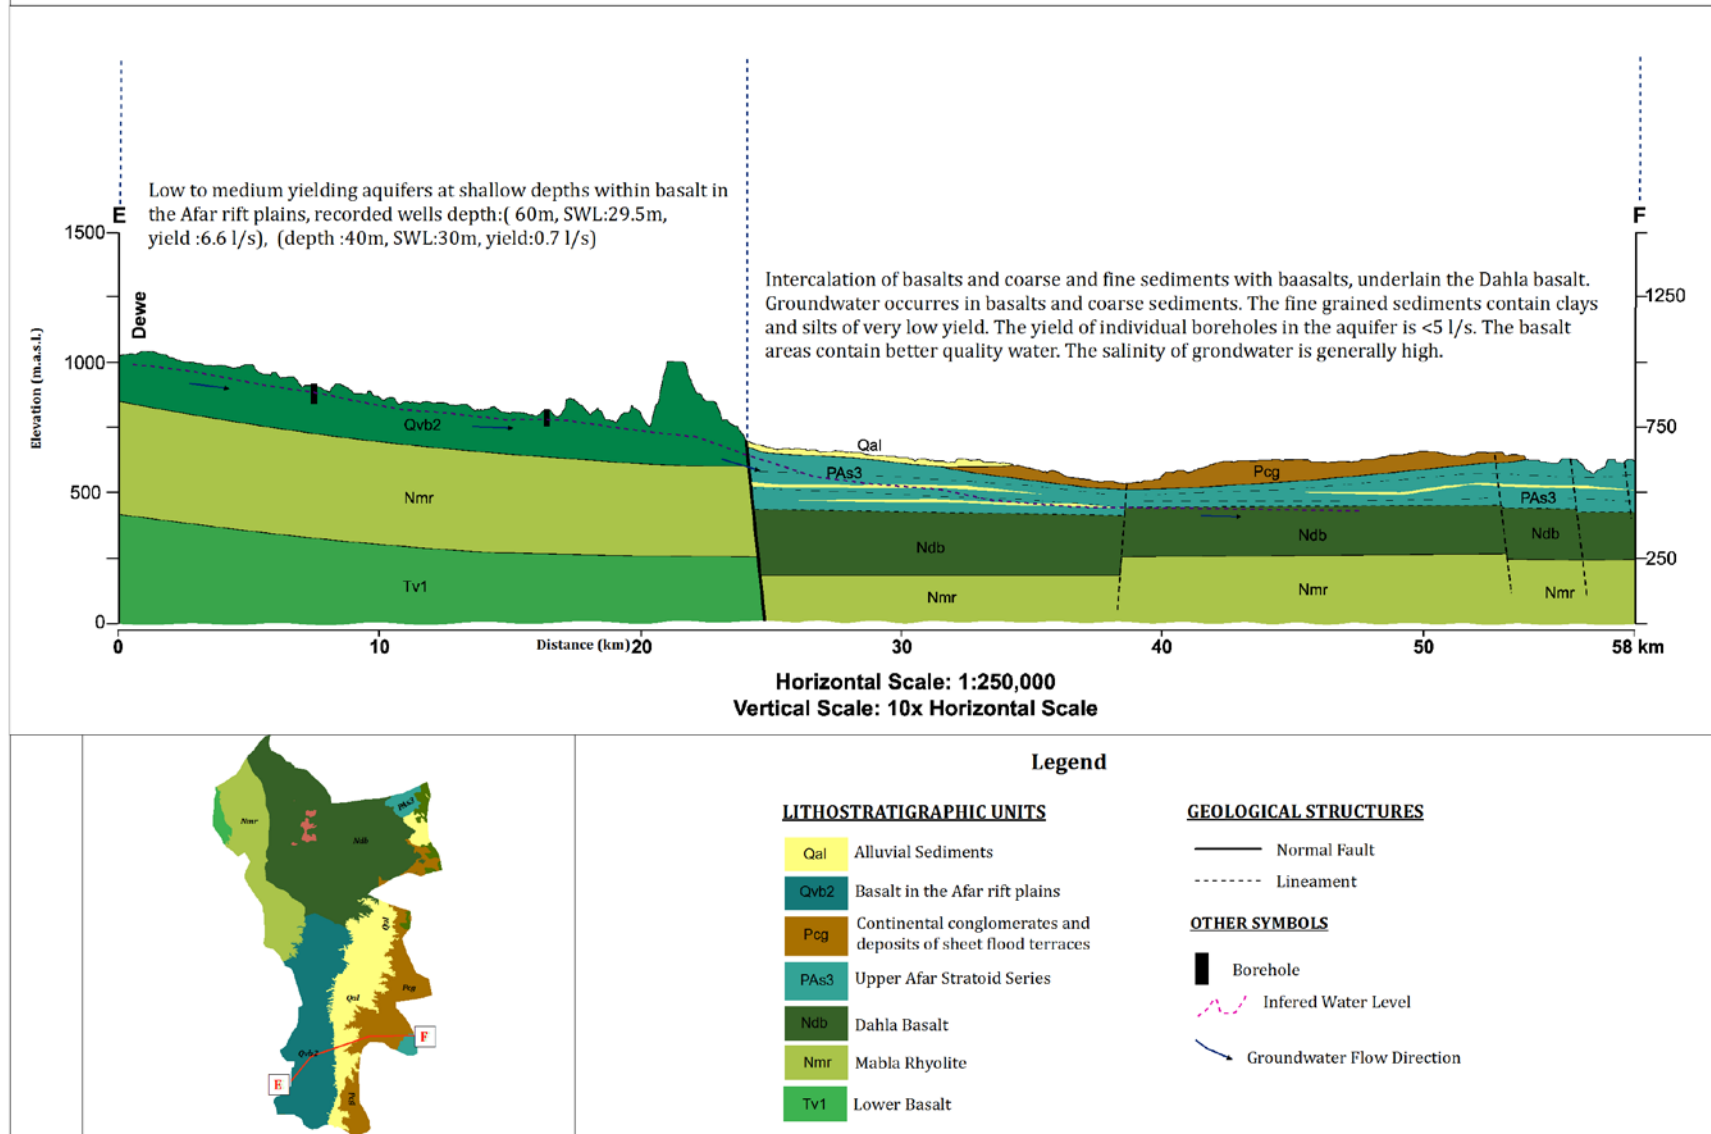 Low to medium yielding aquifers at shallow depths within basalt in
the Afar rift plains, recorded wells depth:( 60m, SWL:29.5m,
yield :6.6 l/s), (depth :40m, SWL:30m, yield:0.7 l/s)
E
F
Intercalation of basalts and coarse and fine sediments with baasalts, underlain the Dahla basalt.
Groundwater occurres in basalts and coarse sediments. The fine grained sediments contain clays
and silts of very low yield. The yield of individual boreholes in the aquifer is <5 l/s. The basalt
areas contain better quality water. The salinity of grondwater is generally high.
Elevation (m.a.s.l.)
1500
1000
750
500
250
0
1250
750
250
Dewe
Qvb2
Nmr
Tv1
Qal
PAs3
Pcg
PAs3
Ndb
Ndb
Ndb
Nmr
Nmr
Nmr
0
10
Distance (km)
20
30
40
50
58 km
Horizontal Scale: 1:250,000
Vertical Scale: 10x Horizontal Scale
Nmr
Ndb
PAs3
Qal
Qal
Pcg
Qvb2
E
F
Legend
LITHOSTRATIGRAPHIC UNITS
Qal Alluvial Sediments
Qvb2 Basalt in the Afar rift plains
Pcg Continental conglomerates and
deposits of sheet flood terraces
PAs3 Upper Afar Stratoid Series
Ndb Dahla Basalt
Nmr Mabla Rhyolite
Tv1 Lower Basalt
GEOLOGICAL STRUCTURES
Normal Fault
Lineament
OTHER SYMBOLS
Borehole
Infered Water Level
Groundwater Flow Direction